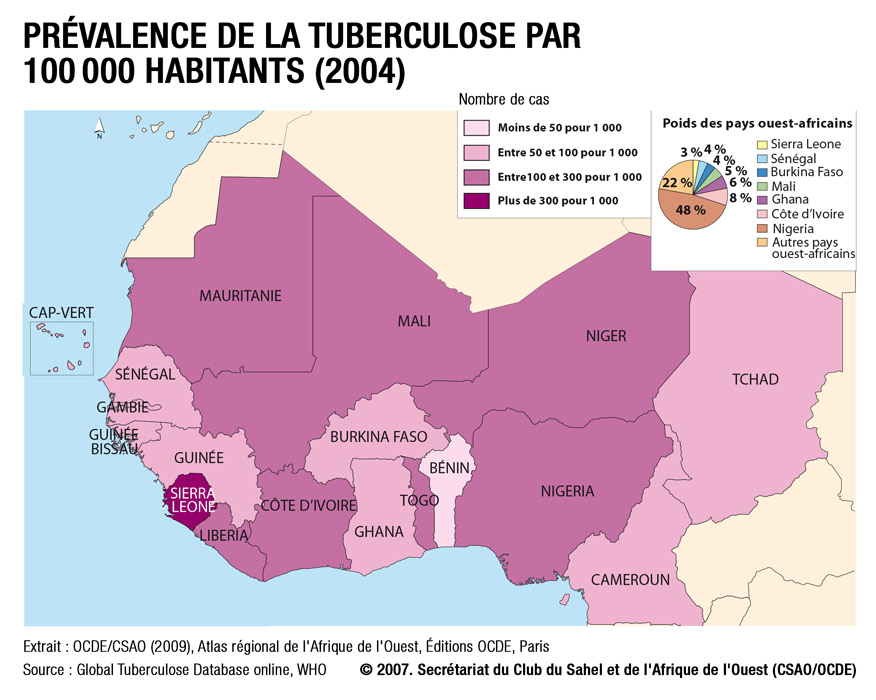 PRÉVALENCE DE LA TUBERCULOSE PAR
100 000 HABITANTS (2004)
Nombre de cas
Moins de 50 pour 1 000
Entre 50 et 100 pour 1 000
Entre100 et 300 pour 1 000
Plus de 300 pour 1 000
Poids des pays ouest-africains
3 %
4 %
4 %
5 %
6 %
8 %
48 %
22 %
Sierra Leone
Sénégal
Burkina Faso
Mali
Ghana
Côte d'Ivoire
Nigeria
Autres pays
ouest-africains
N
MAURITANIE
CAP-VERT
MALI
NIGER
TCHAD
SÉNÉGAL
GAMBIE
GUINÉE
BISSAU
GUINÉE
BURKINA FASO
BÉNIN
SIERRA
LEONE
CÔTE D'IVOIRE
TOGO
NIGERIA
LIBERIA
GHANA
CAMEROUN
Extrait : OCDE/CSAO (2009), Atlas régional de l'Afrique de l'Ouest, Éditions OCDE, Paris
Source : Global Tuberculose Database online, WHO
© 2007. Secrétariat du Club du Sahel et de l'Afrique de l'Ouest (CSAO/OCDE)